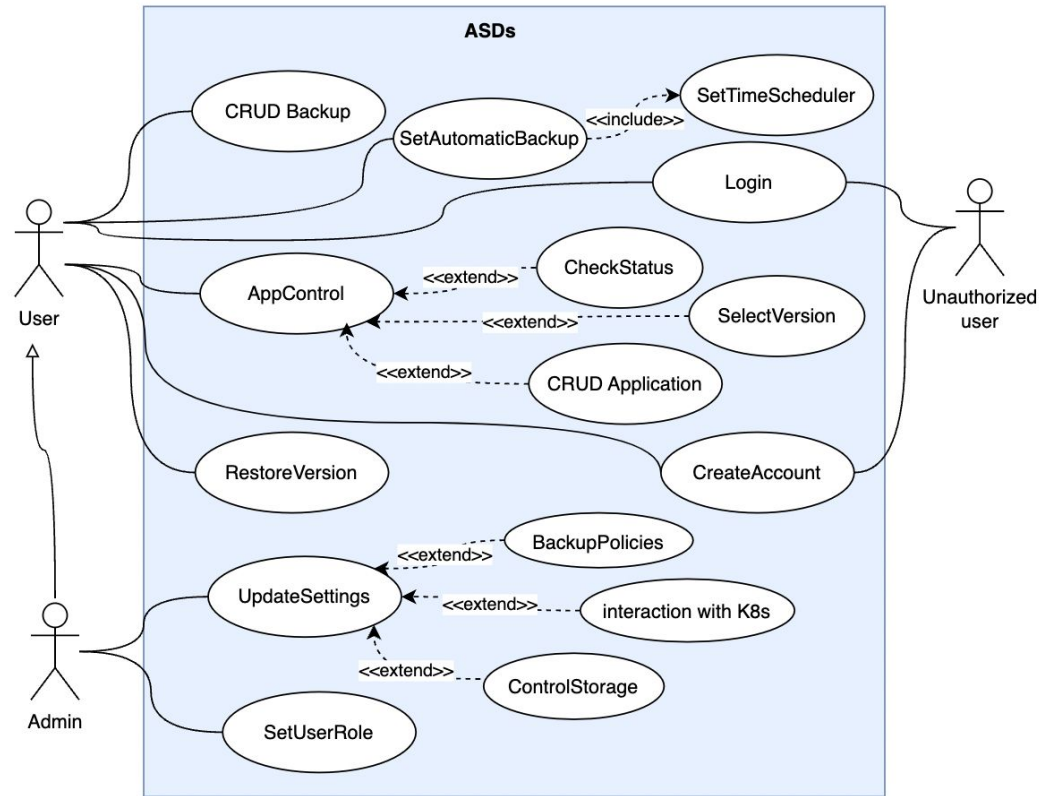 ASDs
CRUD Backup
SetAutomaticBackup
<<include>>
SetTimeScheduler
Login
User
Unauthorized
user
AppControl
<<extend>>
CheckStatus
<<extend>>
SelectVersion
<<extend>>
CRUD Application
RestoreVersion
CreateAccount
UpdateSettings
<<extend>>
BackupPolicies
<<extend>>
interaction with K8s
<<extend>>
ControlStorage
Admin
SetUserRole